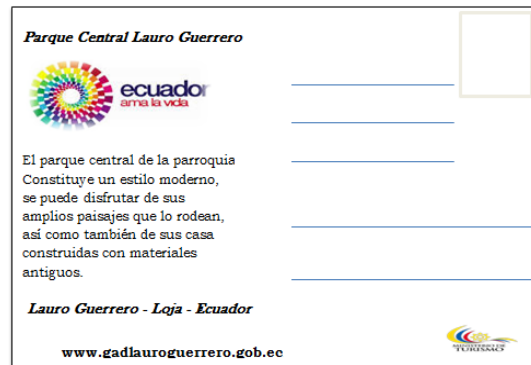 Parque Central Lauro Guerrero
ecuador
ama la vida
El parque central de la parroquia
Constituye un estilo moderno,
se puede disfrutar de sus
amplios paisajes que lo rodean,
así como también de sus casa
construidas con materiales
antiguos.
Lauro Guerrero - Loja - Ecuador
www.gadlauroguerrero.gob.ec
MINISTERIO DE
TURISMO